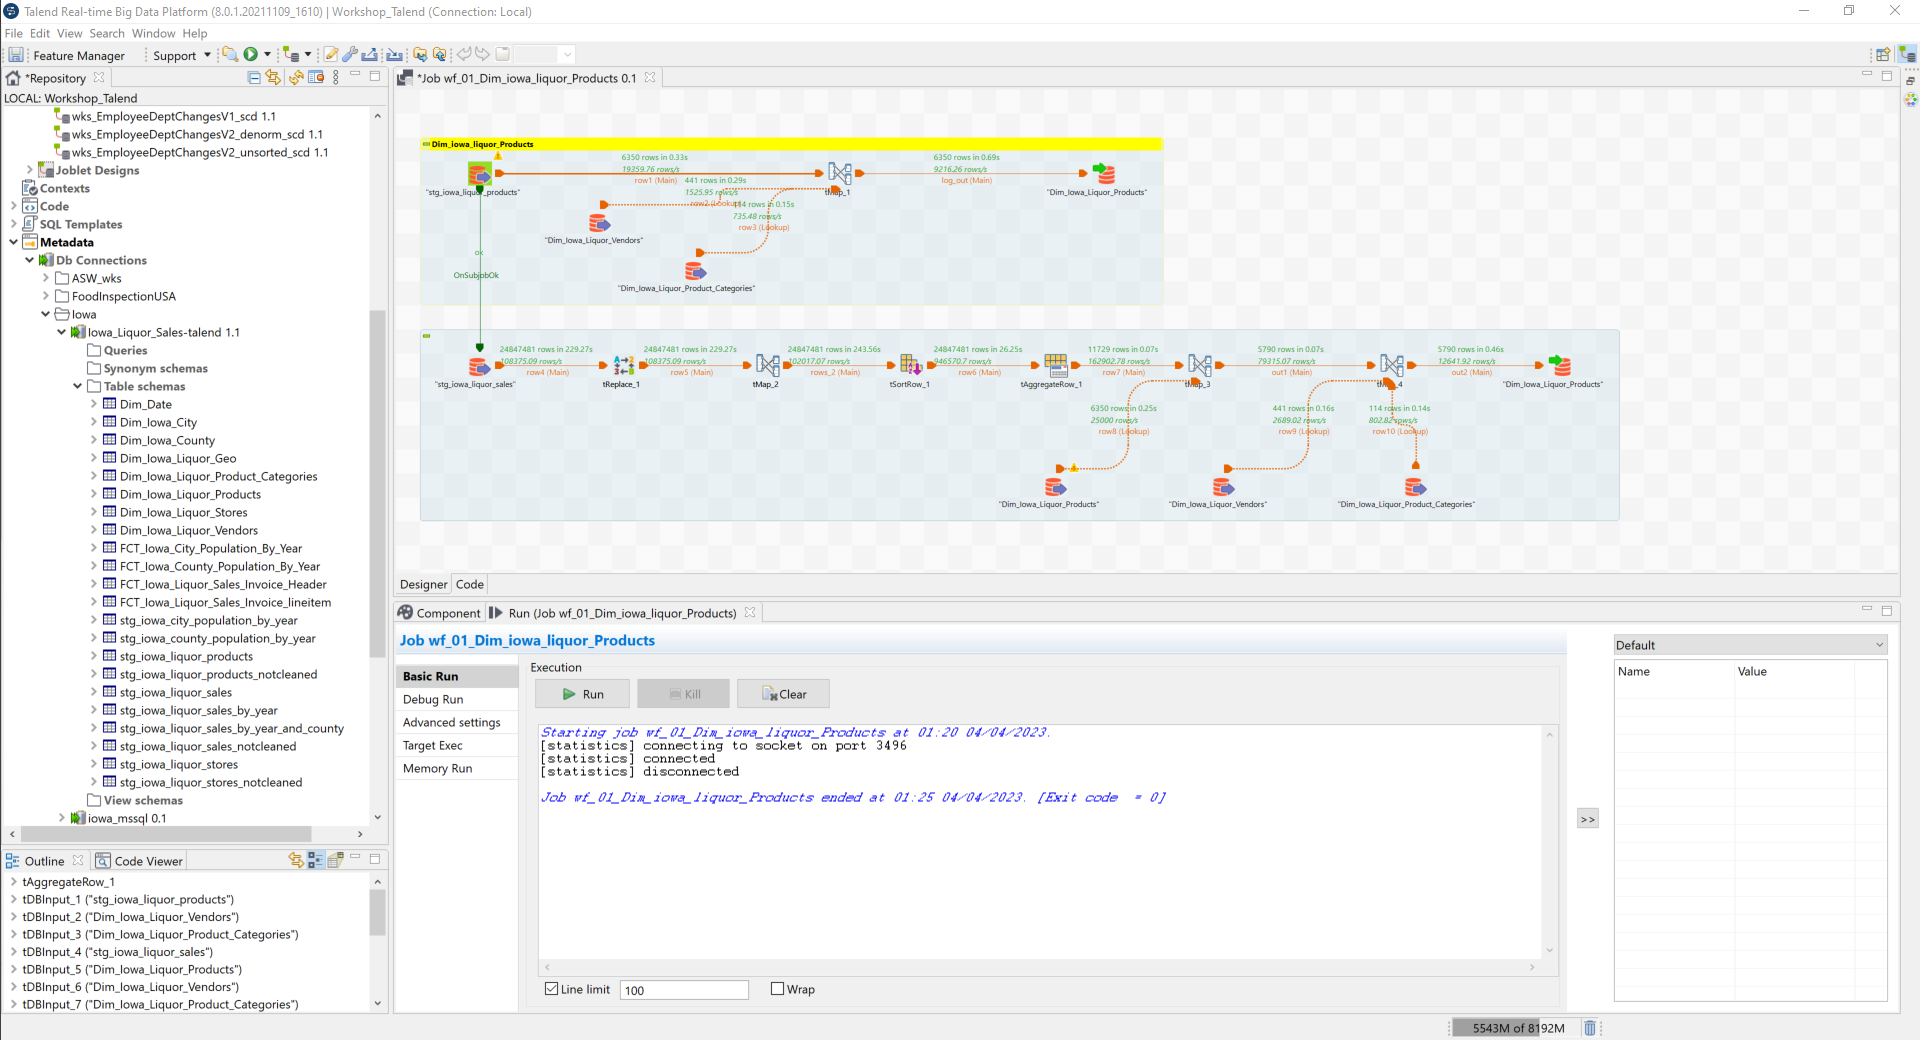 Talend Real-time Big Data Platform (8.0.1.20211109_1610) | Workshop_Talend (Connection: Local)
File Edit View Search Window Help
Feature Manager Support
*Repository
LOCAL: Workshop_Talend
wks_EmployeeDeptChangesV1_scd 1.1
wks_EmployeeDeptChangesV2_denorm_scd 1.1
wks_EmployeeDeptChangesV2_unsorted_scd 1.1
Joblet Designs
Contexts
Code
SQL Templates
Metadata
Db Connections
ASW_wks
FoodInspectionUSA
Iowa
Iowa_Liquor_Sales-talend 1.1
Queries
Synonym schemas
Table schemas
Dim_Date
Dim_Iowa_City
Dim_Iowa_County
Dim_Iowa_Liquor_Geo
Dim_Iowa_Liquor_Product_Categories
Dim_Iowa_Liquor_Products
Dim_Iowa_Liquor_Stores
Dim_Iowa_Liquor_Vendors
FCT_Iowa_City_Population_By_Year
FCT_Iowa_County_Population_By_Year
FCT_Iowa_Liquor_Sales_Invoice_Header
FCT_Iowa_Liquor_Sales_Invoice_lineitem
stg_iowa_city_population_by_year
stg_iowa_county_population_by_year
stg_iowa_liquor_products
stg_iowa_liquor_products_notcleaned
stg_iowa_liquor_sales
stg_iowa_liquor_sales_by_year
stg_iowa_liquor_sales_by_year_and_county
stg_iowa_liquor_sales_notcleaned
stg_iowa_liquor_stores
stg_iowa_liquor_stores_notcleaned
View schemas
iowa_mssql 0.1
Outline Code Viewer
tAggregateRow_1
tDBInput_1 ("stg_iowa_liquor_products")
tDBInput_2 ("Dim_Iowa_Liquor_Vendors")
tDBInput_3 ("Dim_Iowa_Liquor_Product_Categories")
tDBInput_4 ("stg_iowa_liquor_sales")
tDBInput_5 ("Dim_Iowa_Liquor_Products")
tDBInput_6 ("Dim_Iowa_Liquor_Vendors")
tDBInput_7 ("Dim_Iowa_Liquor_Product_Categories")
*Job wf_01_Dim_iowa_liquor_Products 0.1
Dim_iowa_liquor_Products
6350 rows in 0.33s
19359.76 rows/s
row1 (Main)
6350 rows in 0.69s
9216.26 rows/s
log_out (Main)
"stg_iowa_liquor_products"
tMap_1
"Dim_Iowa_Liquor_Products"
441 rows in 0.29s
1525.95 rows/s
row2 (Lookup)
"Dim_Iowa_Liquor_Vendors"
114 rows in 0.15s
735.48 rows/s
row3 (Lookup)
"Dim_Iowa_Liquor_Product_Categories"
OK
OnSubjobOk
24847481 rows in 229.27s
108375.09 rows/s
row4 (Main)
24847481 rows in 229.27s
108375.09 rows/s
row5 (Main)
24847481 rows in 243.56s
102017.07 rows/s
rows_2 (Main)
24847481 rows in 26.25s
946570.7 rows/s
row6 (Main)
11729 rows in 0.07s
162902.78 rows/s
row7 (Main)
5790 rows in 0.07s
79315.07 rows/s
out1 (Main)
5790 rows in 0.46s
12641.92 rows/s
out2 (Main)
"stg_iowa_liquor_sales"
tReplace_1
tMap_2
tSortRow_1
tAggregateRow_1
tMap_3
tMap_4
"Dim_Iowa_Liquor_Products"
6350 rows in 0.25s
25000 rows/s
row8 (Lookup)
441 rows in 0.16s
2689.02 rows/s
row9 (Lookup)
114 rows in 0.14s
802.82 rows/s
row10 (Lookup)
"Dim_Iowa_Liquor_Products"
"Dim_Iowa_Liquor_Vendors"
"Dim_Iowa_Liquor_Product_Categories"
Designer Code
Component Run (Job wf_01_Dim_iowa_liquor_Products)
Job wf_01_Dim_iowa_liquor_Products
Basic Run
Debug Run
Advanced settings
Target Exec
Memory Run
Execution
Run Kill Clear
Starting job wf_01_Dim_iowa_liquor_Products at 01:20 04/04/2023.
[statistics] connecting to socket on port 3496
[statistics] connected
[statistics] disconnected
Job wf_01_Dim_iowa_liquor_Products ended at 01:25 04/04/2023. [Exit code  = 0]
Line limit 100 Wrap
>>
Default
Name Value
5543M of 8192M